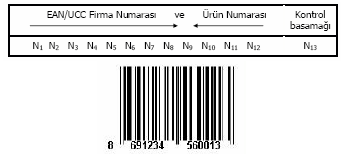 EAN/UCC Firma Numarası ve Ürün Numarası Kontrol
basamağı
N1 N2 N3 N4 N5 N6 N7 N8 N9 N10 N11 N12 N13
8 691234 560013